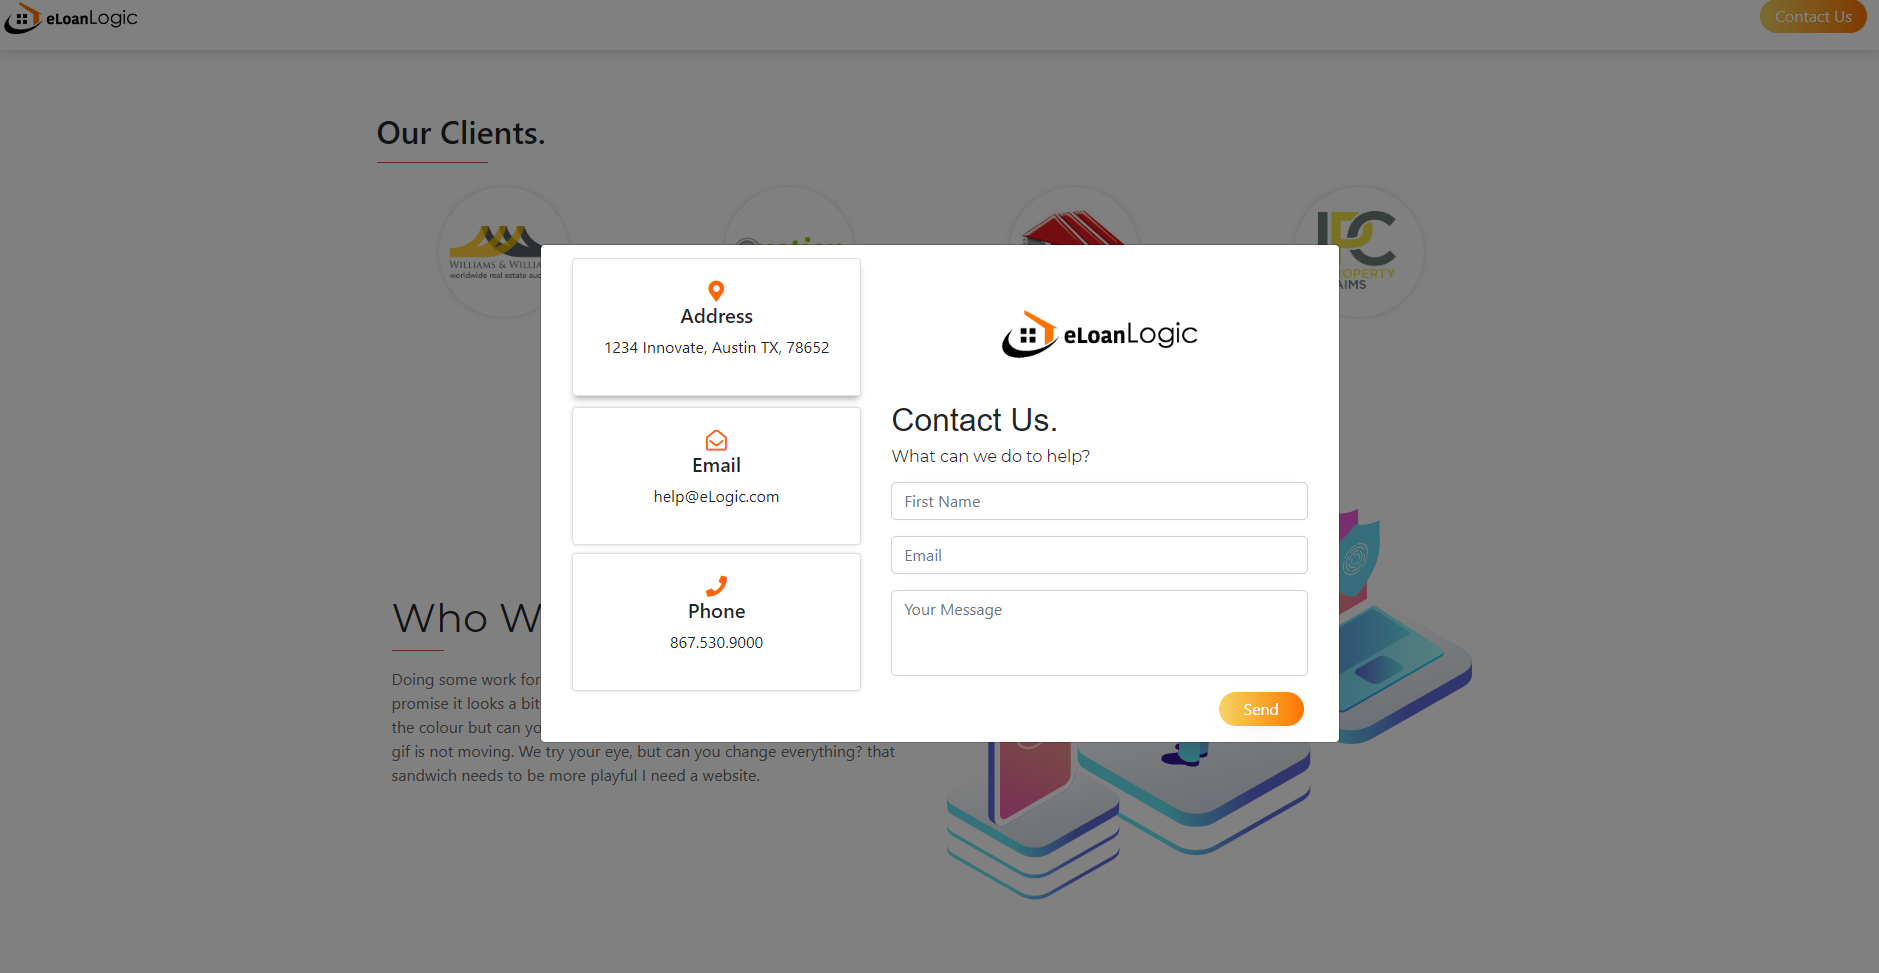 eLoanLogic
Contact Us
Our Clients.
WILLIAMS & WILLIA
worldwide real estate auc
IPC
ROPERTY
AIMS
Address
1234 Innovate, Austin TX, 78652
Email
help@eLogic.com
Phone
867.530.9000
eLoanLogic
Contact Us.
What can we do to help?
First Name
Email
Your Message
Send
Who W
Doing some work for
promise it looks a bit
the colour but can yo
gif is not moving. We try your eye, but can you change everything? that
sandwich needs to be more playful I need a website.